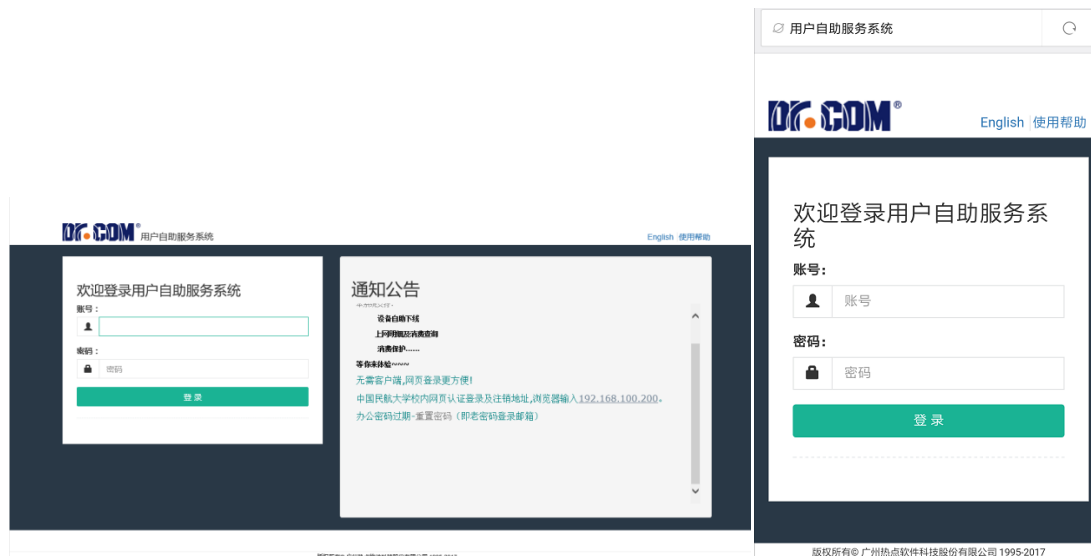 Dr.COM® 用户自助服务系统
English 使用帮助
欢迎登录用户自助服务系统
账号：
密码：
密码
登 录
通知公告
设备自助下线
上网明细及消费查询
消费保护......
等你来体验~~~~
无需客户端,网页登录更方便!
中国民航大学校内网页认证登录及注销地址,浏览器输入192.168.100.200。
办公密码过期-重置密码（即老密码登录邮箱）
用户自助服务系统
Dr.COM®
English 使用帮助
欢迎登录用户自助服务系
统
账号：
账号
密码：
密码
登 录
版权所有© 广州热点软件科技股份有限公司 1995-2017